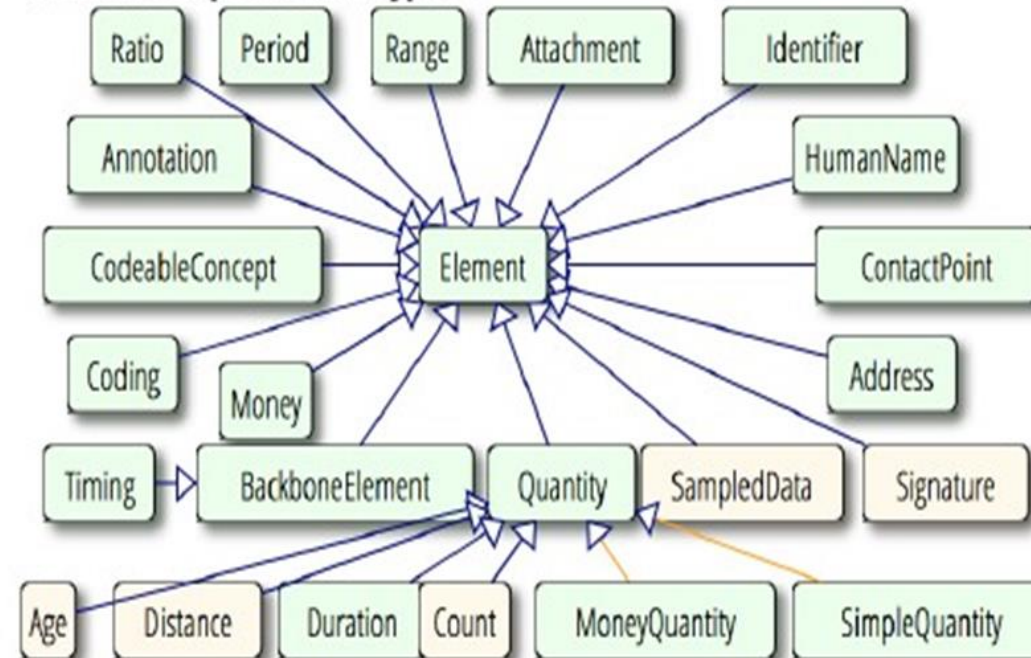 Ratio
Period
Range
Attachment
Identifier
Annotation
HumanName
CodeableConcept
Element
ContactPoint
Coding
Money
Address
Timing
BackboneElement
Quantity
SampledData
Signature
Age
Distance
Duration
Count
MoneyQuantity
SimpleQuantity